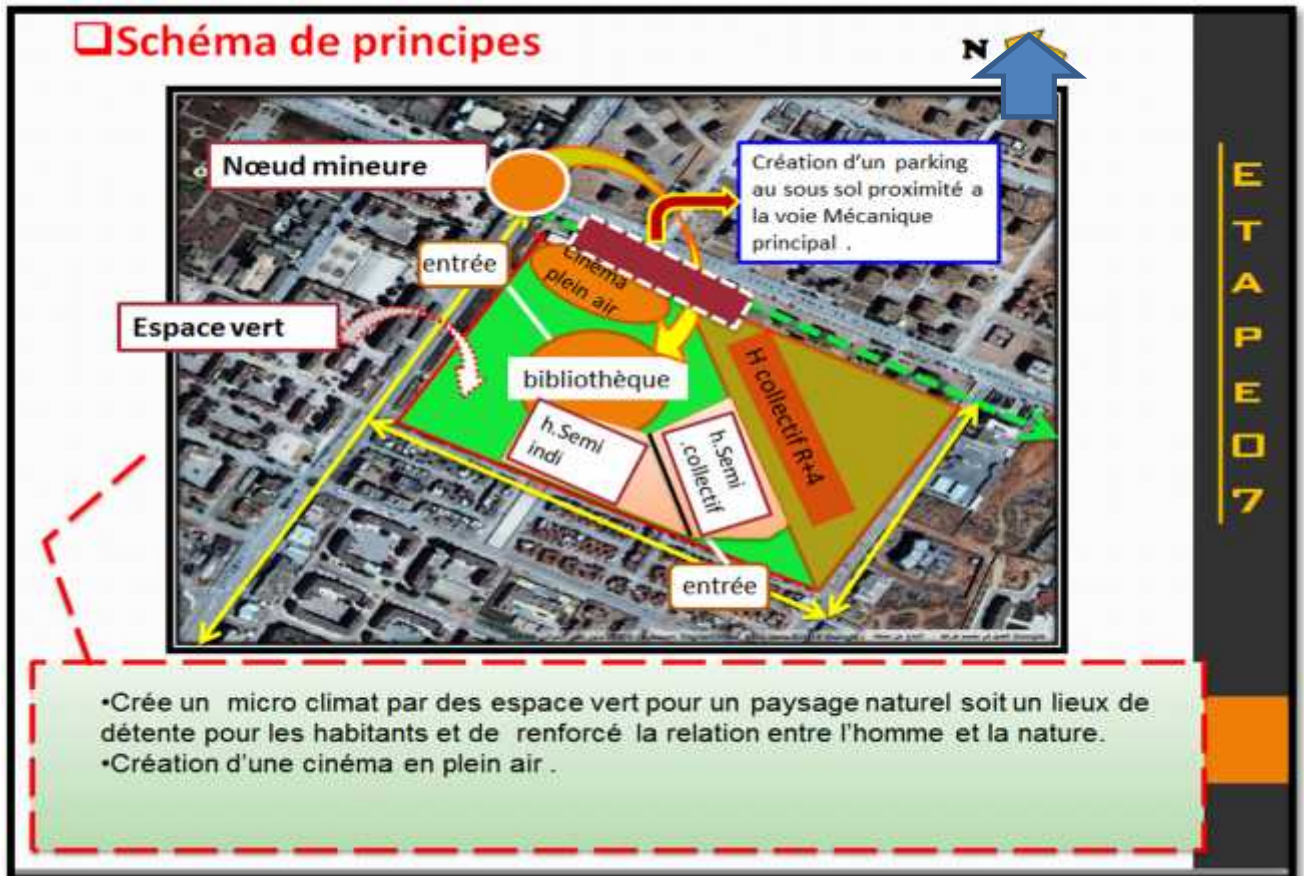 ❑Schéma de principes
N
Nœud mineure
Création d'un parking
au sous sol proximité a
la voie Mécanique
principal .
entrée
Cinéma
plein air
Espace vert
bibliothèque
H collectif R+4
h.Semi
indi
h.Semi
.collectif
entrée
•Crée un micro climat par des espace vert pour un paysage naturel soit un lieux de
détente pour les habitants et de renforcé la relation entre l'homme et la nature.
•Création d'une cinéma en plein air .
ETAPE07